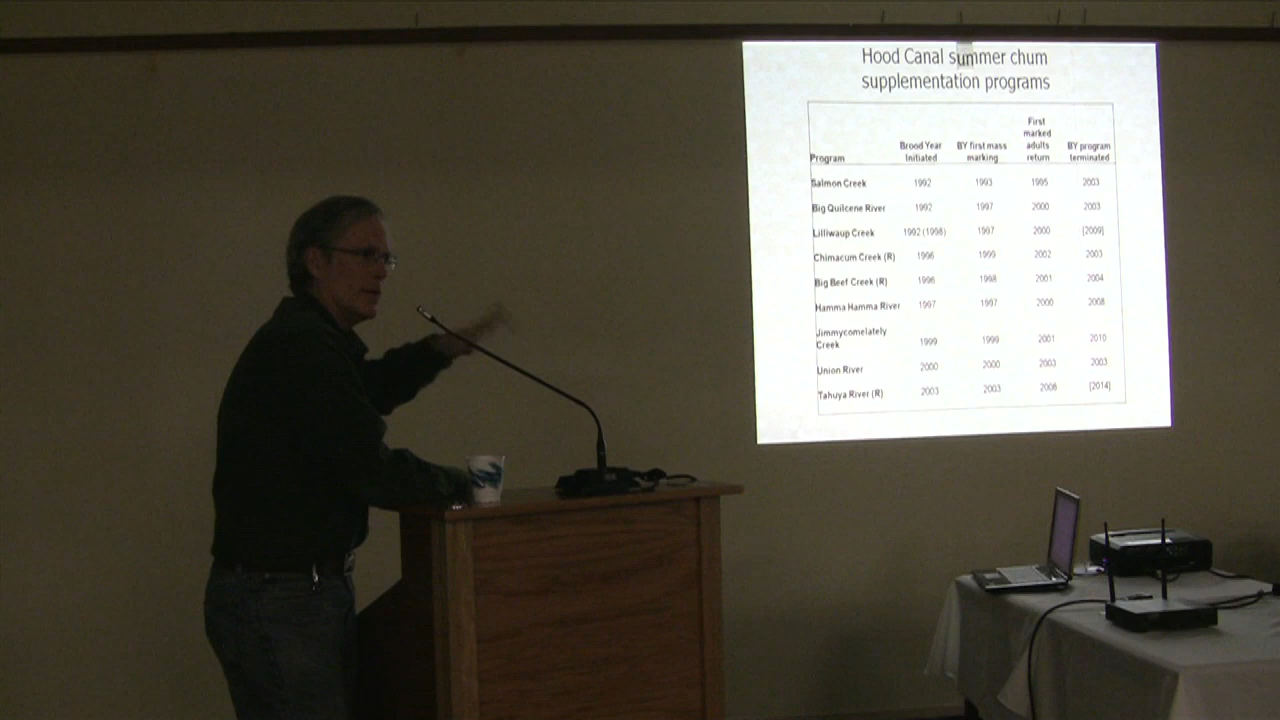 Hood Canal summer chum
supplementation programs
Program Brood Year Initiated BY first mass marking First marked adults return BY program terminated
Salmon Creek 1992 1993 1995 2003
Big Quilcene River 1992 1997 2000 2003
Lilliwaup Creek 1992 (1998) 1997 2000 [2009]
Chimacum Creek (R) 1996 1999 2002 2003
Big Beef Creek (R) 1996 1998 2001 2004
Hamma Hamma River 1997 1997 2000 2008
Jimmycomelately Creek 1999 1999 2001 2010
Union River 2000 2000 2003 2003
Tahuya River (R) 2003 2003 2006 [2014]